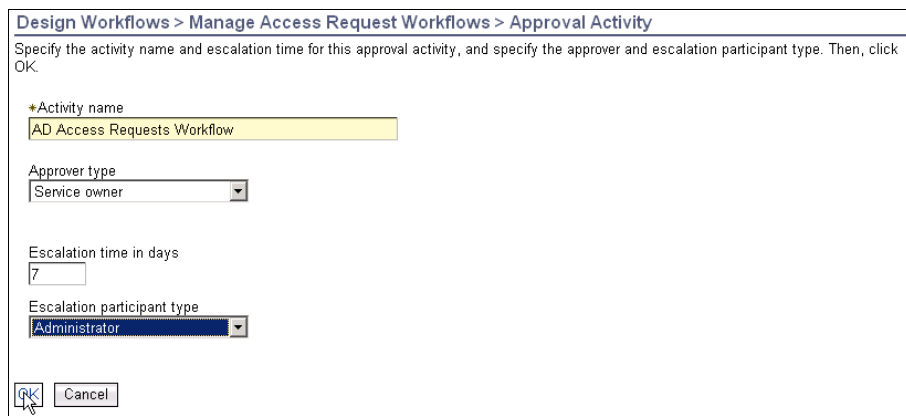 Design Workflows > Manage Access Request Workflows > Approval Activity
Specify the activity name and escalation time for this approval activity, and specify the approver and escalation participant type. Then, click
OK.
*Activity name
AD Access Requests Workflow
Approver type
Service owner
Escalation time in days
7
Escalation participant type
Administrator
OK Cancel